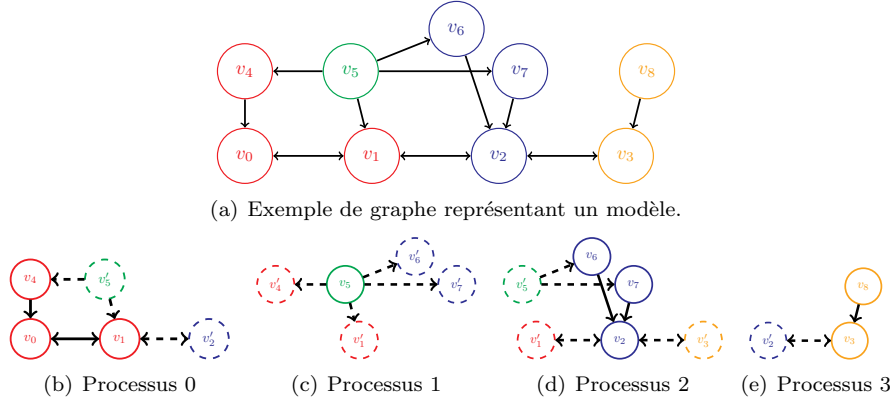 v6
v4 v5 v7 v8
v0 v1 v2 v3
(a) Exemple de graphe représentant un modèle.
v4 v′5
v0 v1 v′2
(b) Processus 0
v′6
v′4 v5 v′7
v′1
(c) Processus 1
v6
v′5 v7
v′1 v2 v′3
(d) Processus 2
v8
v′2 v3
(e) Processus 3